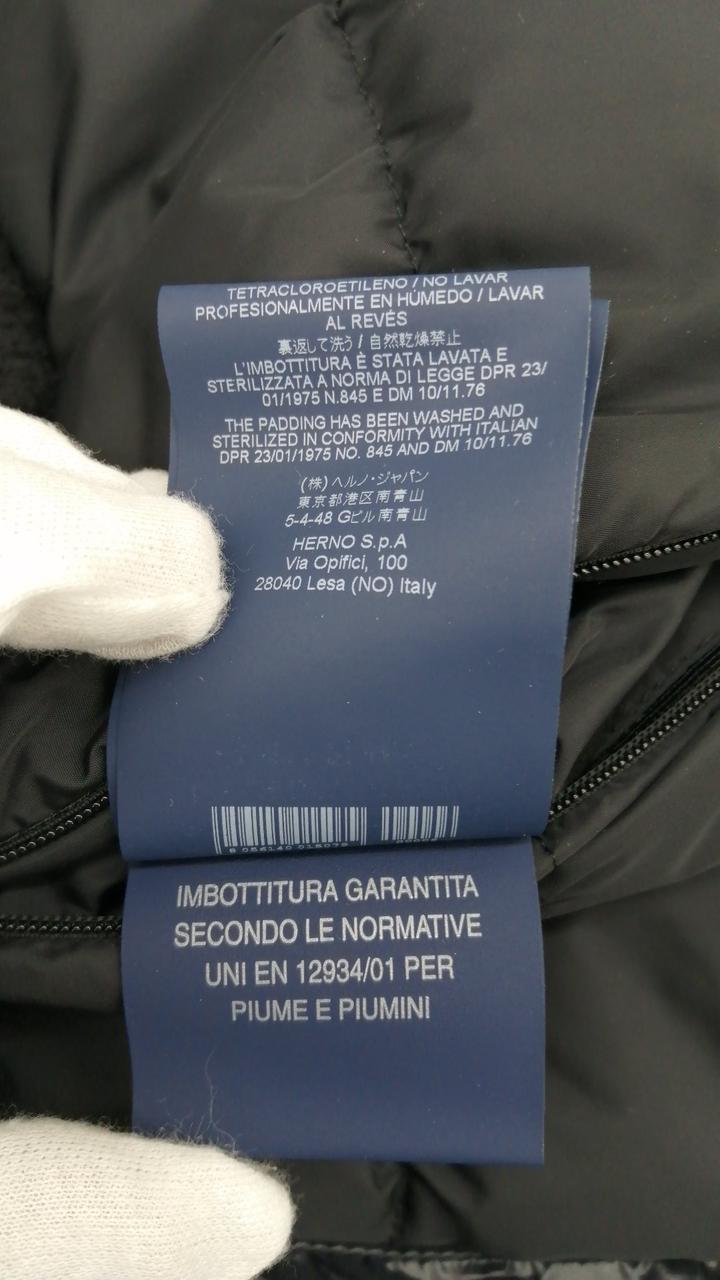 TETRACLOROETILENO / NO LAVAR
PROFESIONALMENTE EN HÚMEDO / LAVAR
AL REVÉS
裏返して洗う / 自然乾燥禁止
L'IMBOTTITURA È STATA LAVATA E
STERILIZZATA A NORMA DI LEGGE DPR 23/
01/1975 N.845 E DM 10/11.76
THE PADDING HAS BEEN WASHED AND
STERILIZED IN CONFORMITY WITH ITALIAN
DPR 23/01/1975 NO. 845 AND DM 10/11.76
(株)ヘルノ・ジャパン
東京都港区南青山
5-4-48 Gビル南青山
HERNO S.p.A
Via Opifici, 100
28040 Lesa (NO) Italy
IMBOTTITURA GARANTITA
SECONDO LE NORMATIVE
UNI EN 12934/01 PER
PIUME E PIUMINI